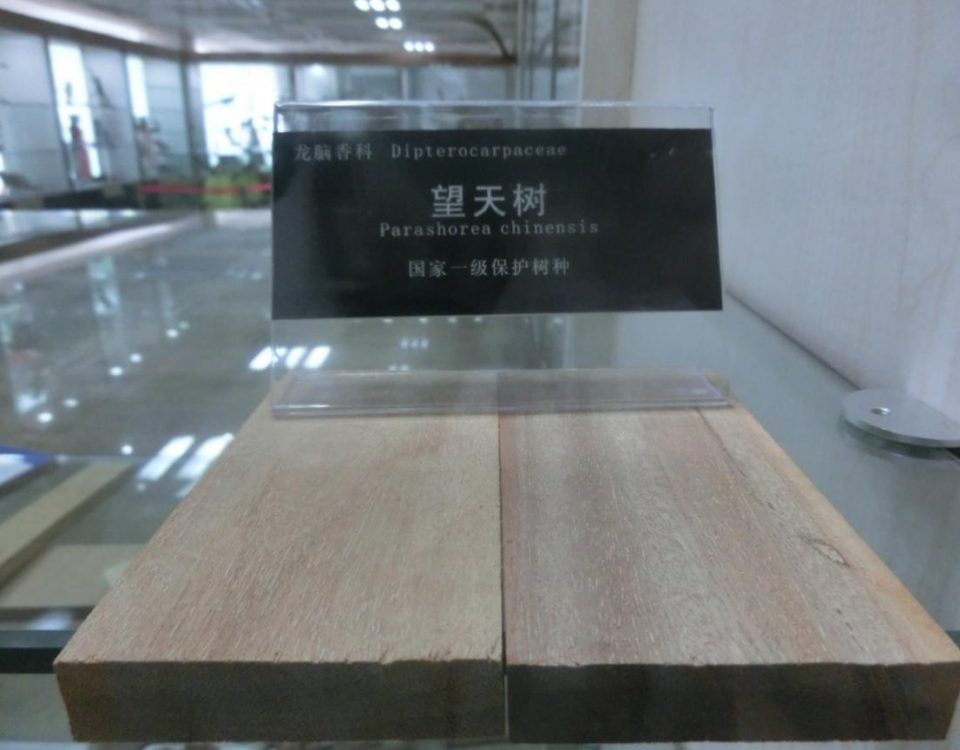 龙脑香科 Dipterocarpaceae
望天树
Parashorea chinensis
国家一级保护树种